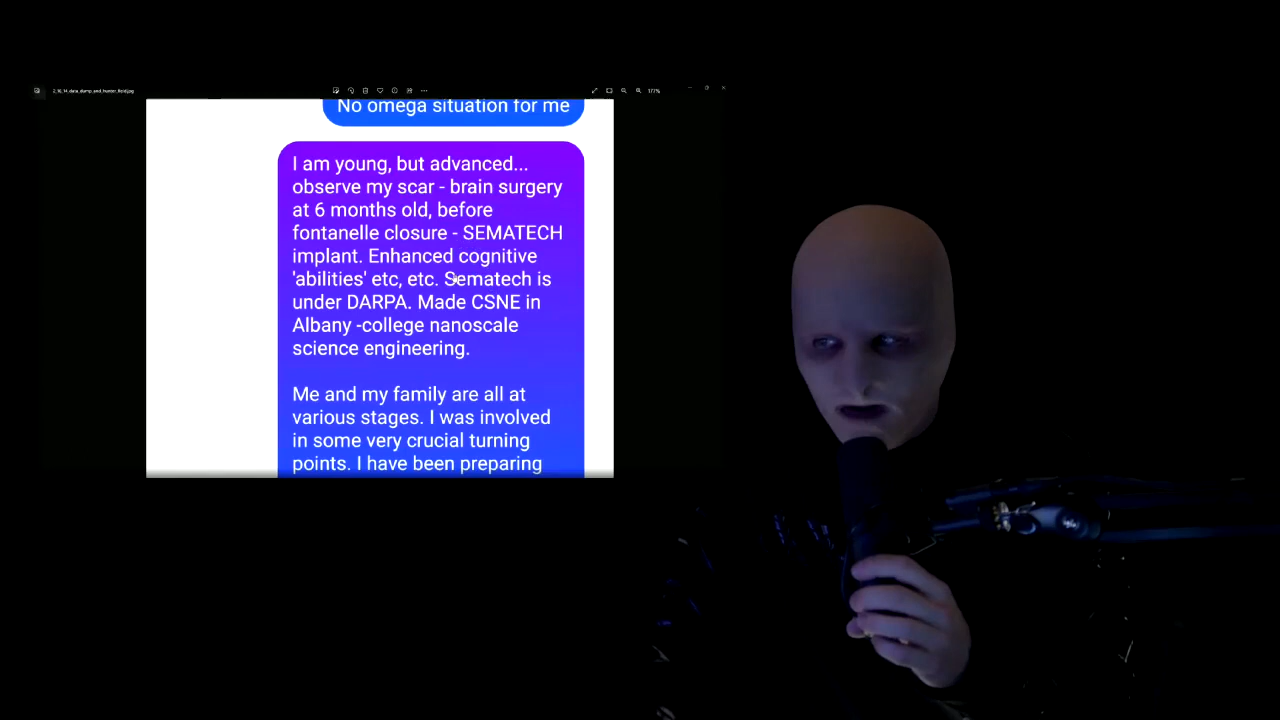 2_16_14_data_dump_and_hunter_field.jpg
177%
No omega situation for me
I am young, but advanced...
observe my scar - brain surgery
at 6 months old, before
fontanelle closure - SEMATECH
implant. Enhanced cognitive
'abilities' etc, etc. Sematech is
under DARPA. Made CSNE in
Albany -college nanoscale
science engineering.
Me and my family are all at
various stages. I was involved
in some very crucial turning
points. I have been preparing